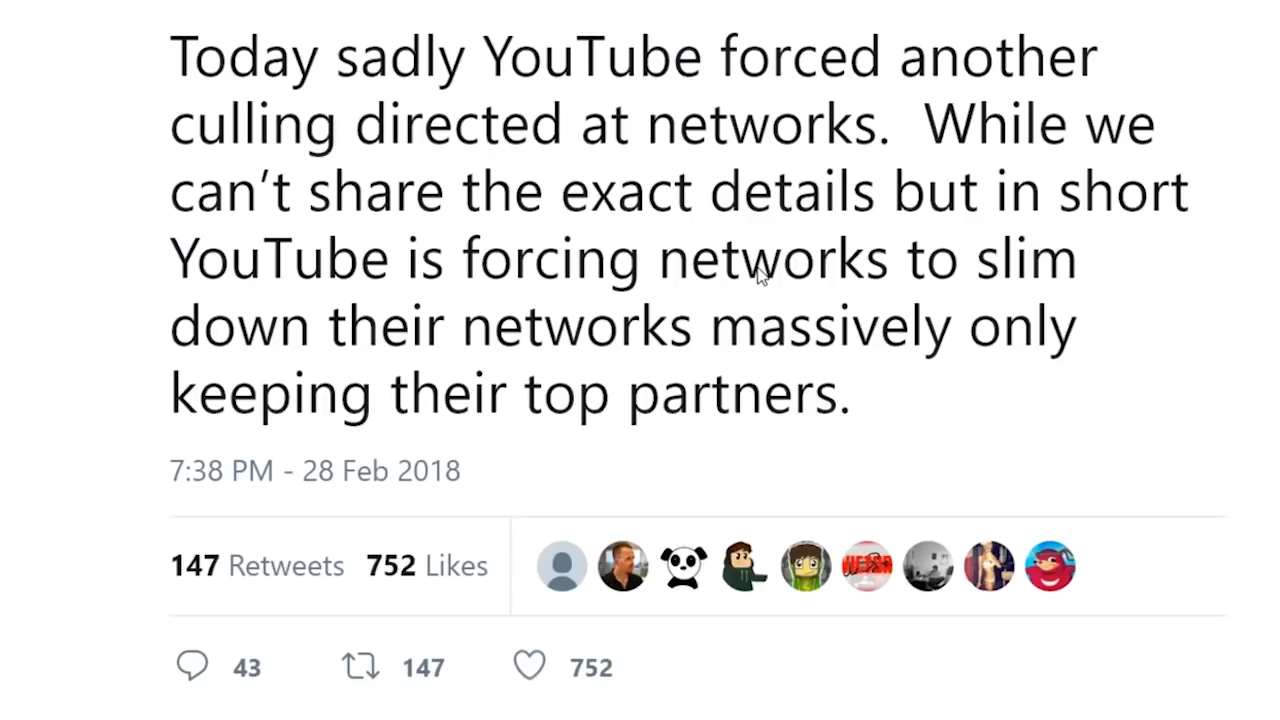 Today sadly YouTube forced another
culling directed at networks.  While we
can’t share the exact details but in short
YouTube is forcing networks to slim
down their networks massively only
keeping their top partners.
7:38 PM - 28 Feb 2018
147 Retweets 752 Likes
43 147 752